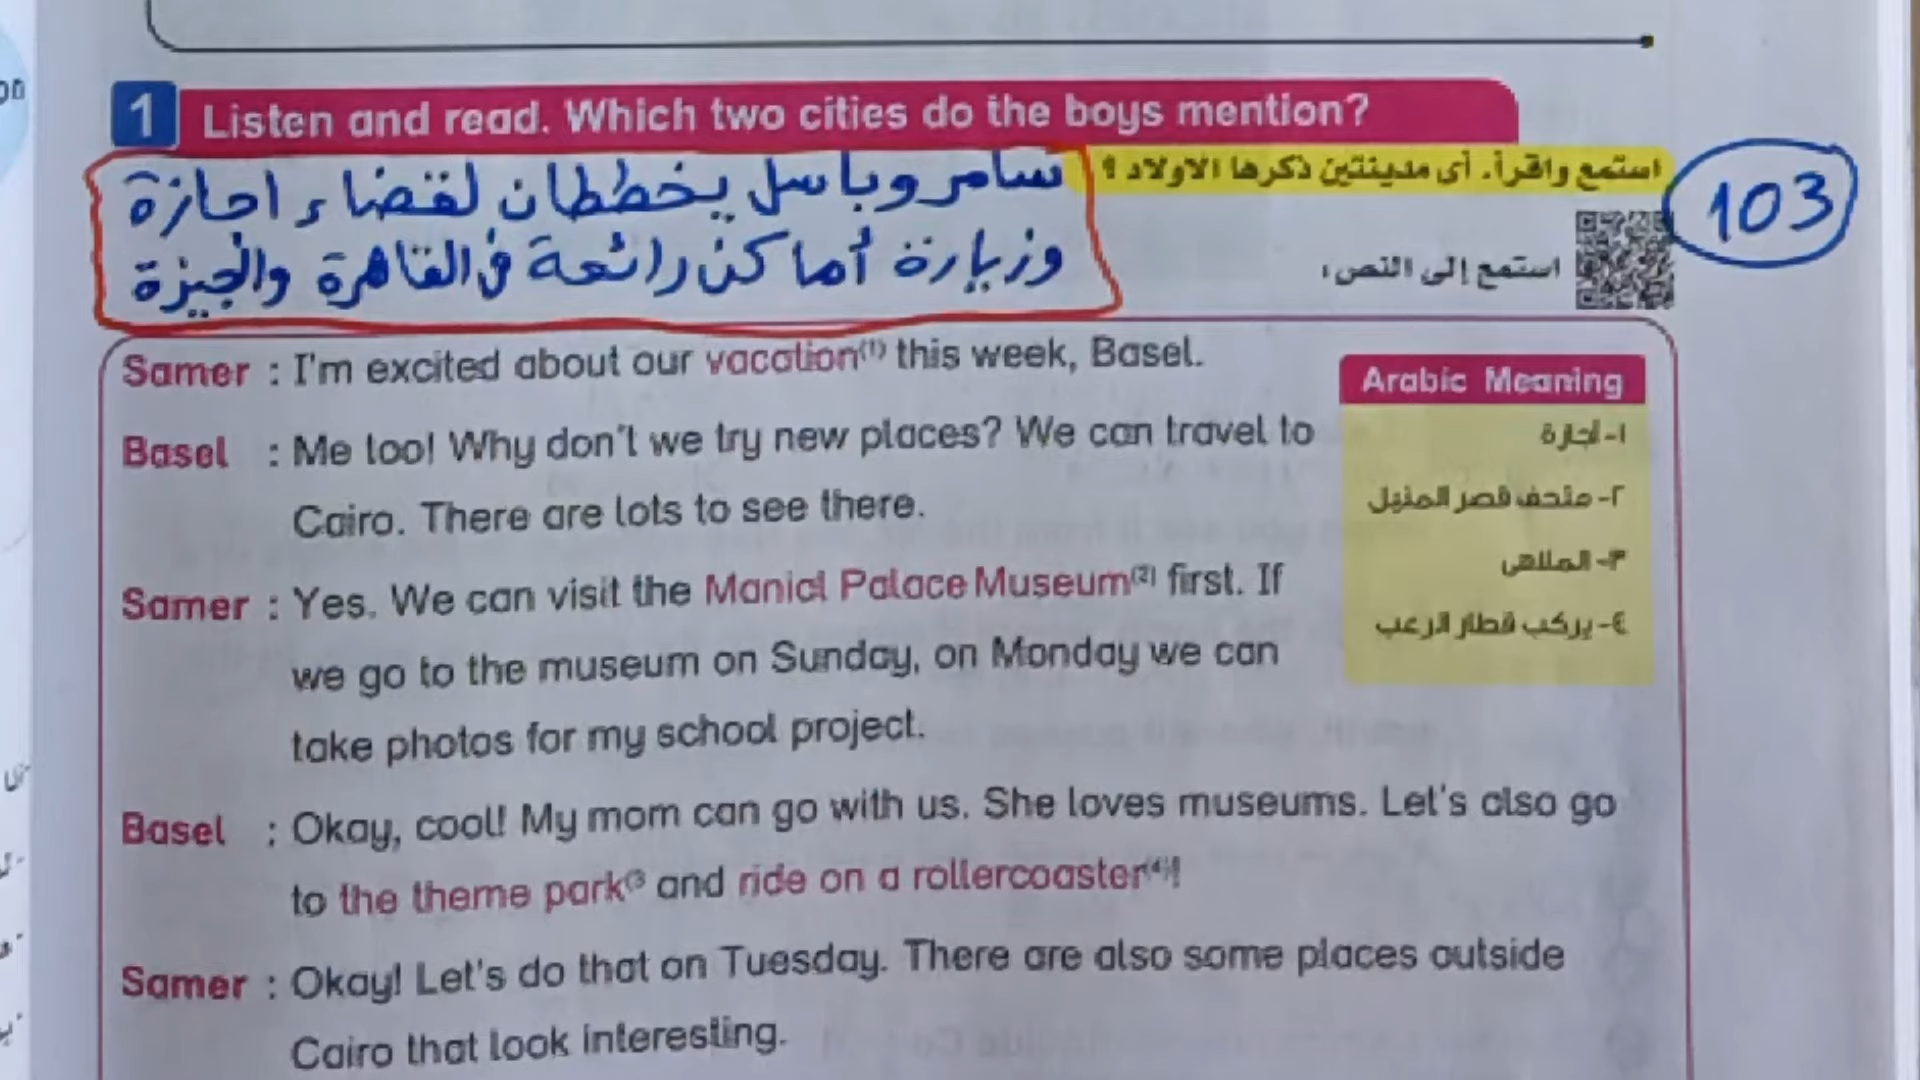 1 Listen and read. Which two cities do the boys mention?
استمع واقرأ. أى مدينتين ذكرها الاولاد ؟
103
سامر وباسل يخططان لقضاء اجازة
وزيارة أماكن رائعة فى القاهرة والجيزة
استمع إلى النص :
Samer : I'm excited about our vacation(1) this week, Basel.
Basel : Me too! Why don't we try new places? We can travel to
Cairo. There are lots to see there.
Samer : Yes. We can visit the Manial Palace Museum(2) first. If
we go to the museum on Sunday, on Monday we can
take photos for my school project.
Basel : Okay, cool! My mom can go with us. She loves museums. Let's also go
to the theme park(3 and ride on a rollercoaster(4)!
Samer : Okay! Let's do that on Tuesday. There are also some places outside
Cairo that look interesting.
Arabic Meaning
١- أجازة
٢- متحف قصر المنيل
٣- الملاهى
٤- يركب قطار الرعب